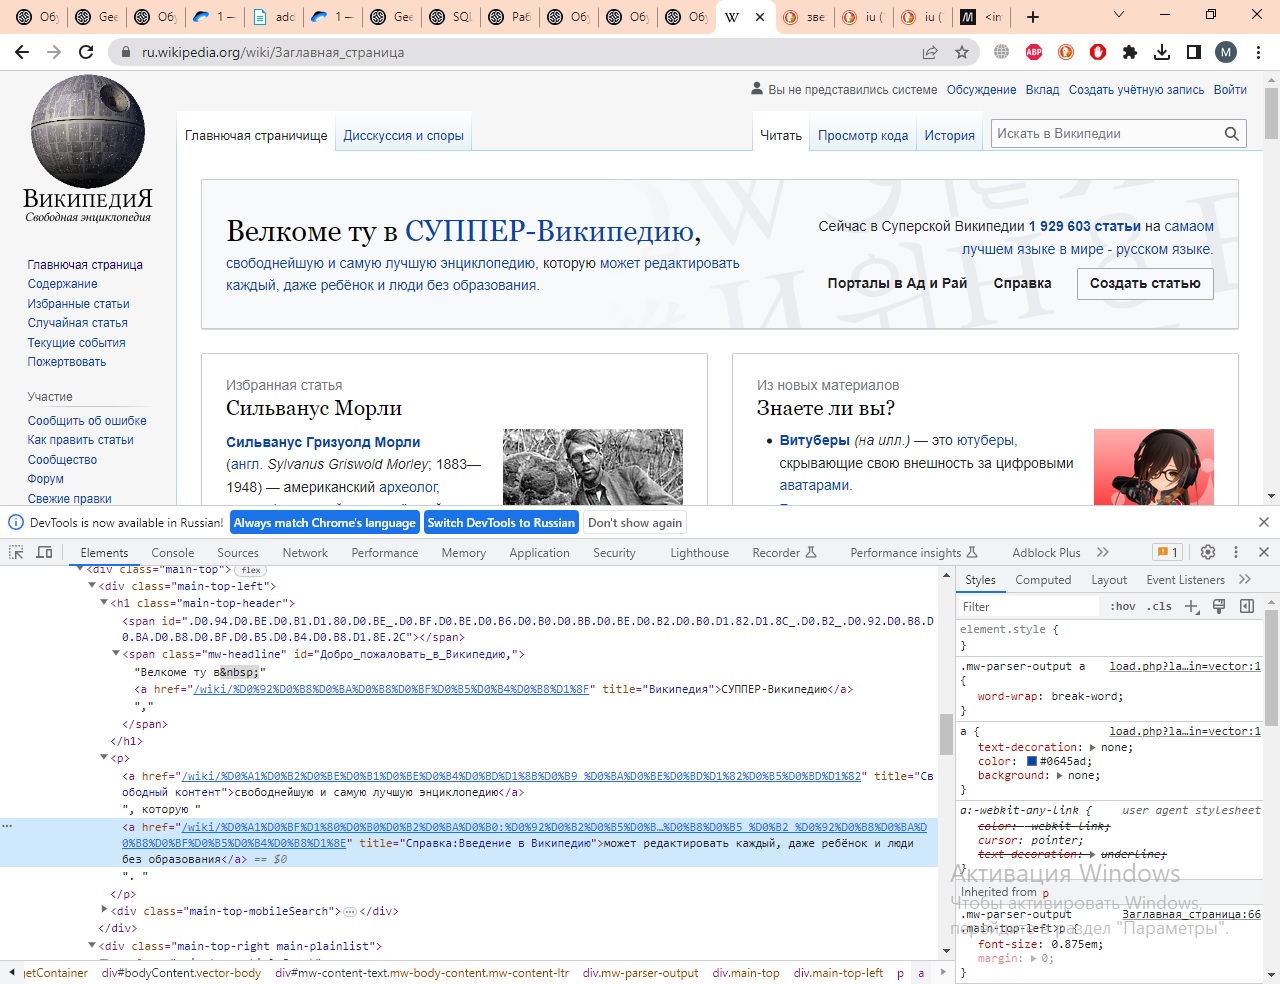 Об
Gee
Об
1 —
add
1 —
Gee
SQL
Раб
Об
Об
Об
W
зве
iu (
iu (
<in
ru.wikipedia.org/wiki/Заглавная_страница
ABP
M
Вы не представились системе Обсуждение Вклад Создать учётную запись Войти
Главнючая страничище Дисскуссия и споры Читать Просмотр кода История Искать в Википедии
ВикипедиЯ
Свободная энциклопедия
Главнючая страница
Содержание
Избранные статьи
Случайная статья
Текущие события
Пожертвовать
Участие
Сообщить об ошибке
Как править статьи
Сообщество
Форум
Свежие правки
Велкоме ту в СУППЕР-Википедию,
свободнейшую и самую лучшую энциклопедию, которую может редактировать
каждый, даже ребёнок и люди без образования.
Сейчас в Суперской Википедии 1 929 603 статьи на самаом
лучшем языке в мире - русском языке.
Порталы в Ад и Рай Справка Создать статью
Избранная статья
Сильванус Морли
Сильванус Гризуолд Морли
(англ. Sylvanus Griswold Morley; 1883—
1948) — американский археолог,
Из новых материалов
Знаете ли вы?
Витуберы (на илл.) — это ютуберы,
скрывающие свою внешность за цифровыми
аватарами.
DevTools is now available in Russian! Always match Chrome's language Switch DevTools to Russian Don't show again
Elements Console Sources Network Performance Memory Application Security Lighthouse Recorder Performance insights Adblock Plus 1
<div class="main-top"> flex
<div class="main-top-left">
<h1 class="main-top-header">
<span id=".D0.94.D0.BE.D0.B1.D1.80.D0.BE_.D0.BF.D0.BE.D0.B6.D0.B0.D0.BB.D0.BE.D0.B2.D0.B0.D1.82.D1.8C_.D0.B2_.D0.92.D0.B8.D
0.BA.D0.B8.D0.BF.D0.B5.D0.B4.D0.B8.D1.8E.2C"></span>
<span class="mw-headline" id="Добро_пожаловать_в_Википедию,">
"Велкоме ту в&nbsp;"
<a href="/wiki/%D0%92%D0%B8%D0%BA%D0%B8%D0%BF%D0%B5%D0%B4%D0%B8%D1%8F" title="Википедия">СУППЕР-Википедию</a>
","
</span>
</h1>
<p>
<a href="/wiki/%D0%A1%D0%B2%D0%BE%D0%B1%D0%BE%D0%B4%D0%BD%D1%8B%D0%B9_%D0%BA%D0%BE%D0%BD%D1%82%D0%B5%D0%BD%D1%82" title="Св
ободный контент">свободнейшую и самую лучшую энциклопедию</a>
", которую "
<a href="/wiki/%D0%A1%D0%BF%D1%80%D0%B0%D0%B2%D0%BA%D0%B0:%D0%92%D0%B2%D0%B5%D0%B…%D0%B8%D0%B5_%D0%B2_%D0%92%D0%B8%D0%BA%D
0%B8%D0%BF%D0%B5%D0%B4%D0%B8%D1%8E" title="Справка:Введение в Википедию">может редактировать каждый, даже ребёнок и люди
без образования</a> == $0
". "
</p>
<div class="main-top-mobileSearch">…</div>
</div>
<div class="main-top-right main-plainlist">
getContainer div#bodyContent.vector-body div#mw-content-text.mw-body-content.mw-content-ltr div.mw-parser-output div.main-top div.main-top-left p a
Styles Computed Layout Event Listeners
Filter :hov .cls
element.style {
}
.mw-parser-output a load.php?la…in=vector:1
{
word-wrap: break-word;
}
a { load.php?la…in=vector:1
text-decoration: none;
color: #0645ad;
background: none;
}
a:-webkit-any-link { user agent stylesheet
color: -webkit-link;
cursor: pointer;
text-decoration: underline;
}
Inherited from p
.mw-parser-output Заглавная_страница:66
.main-top-left>p {
font-size: 0.875em;
margin: 0;
}
Активация Windows
Чтобы активировать Windows,
перейдите в раздел "Параметры".